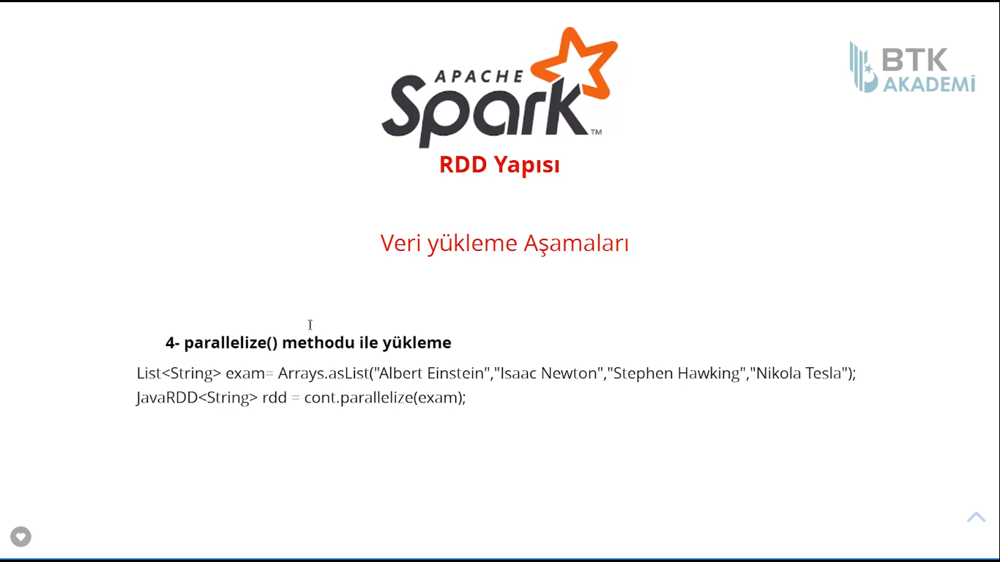 APACHE
Spark™
BTK
AKADEMİ
RDD Yapısı
Veri yükleme Aşamaları
4- parallelize() methodu ile yükleme
List<String> exam= Arrays.asList("Albert Einstein","Isaac Newton","Stephen Hawking","Nikola Tesla");
JavaRDD<String> rdd = cont.parallelize(exam);